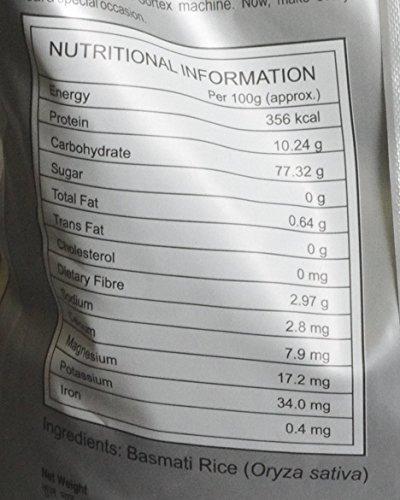 special occasion. vortex machine. Now, make
NUTRITIONAL INFORMATION
Per 100g (approx.)
Energy 356 kcal
Protein 10.24 g
Carbohydrate 77.32 g
Sugar 0 g
Total Fat 0.64 g
Trans Fat 0 g
Cholesterol 0 mg
Dietary Fibre 2.97 g
Sodium 2.8 mg
Calcium 7.9 mg
Magnesium 17.2 mg
Potassium 34.0 mg
Iron 0.4 mg
Ingredients: Basmati Rice (Oryza sativa)
Net Weight